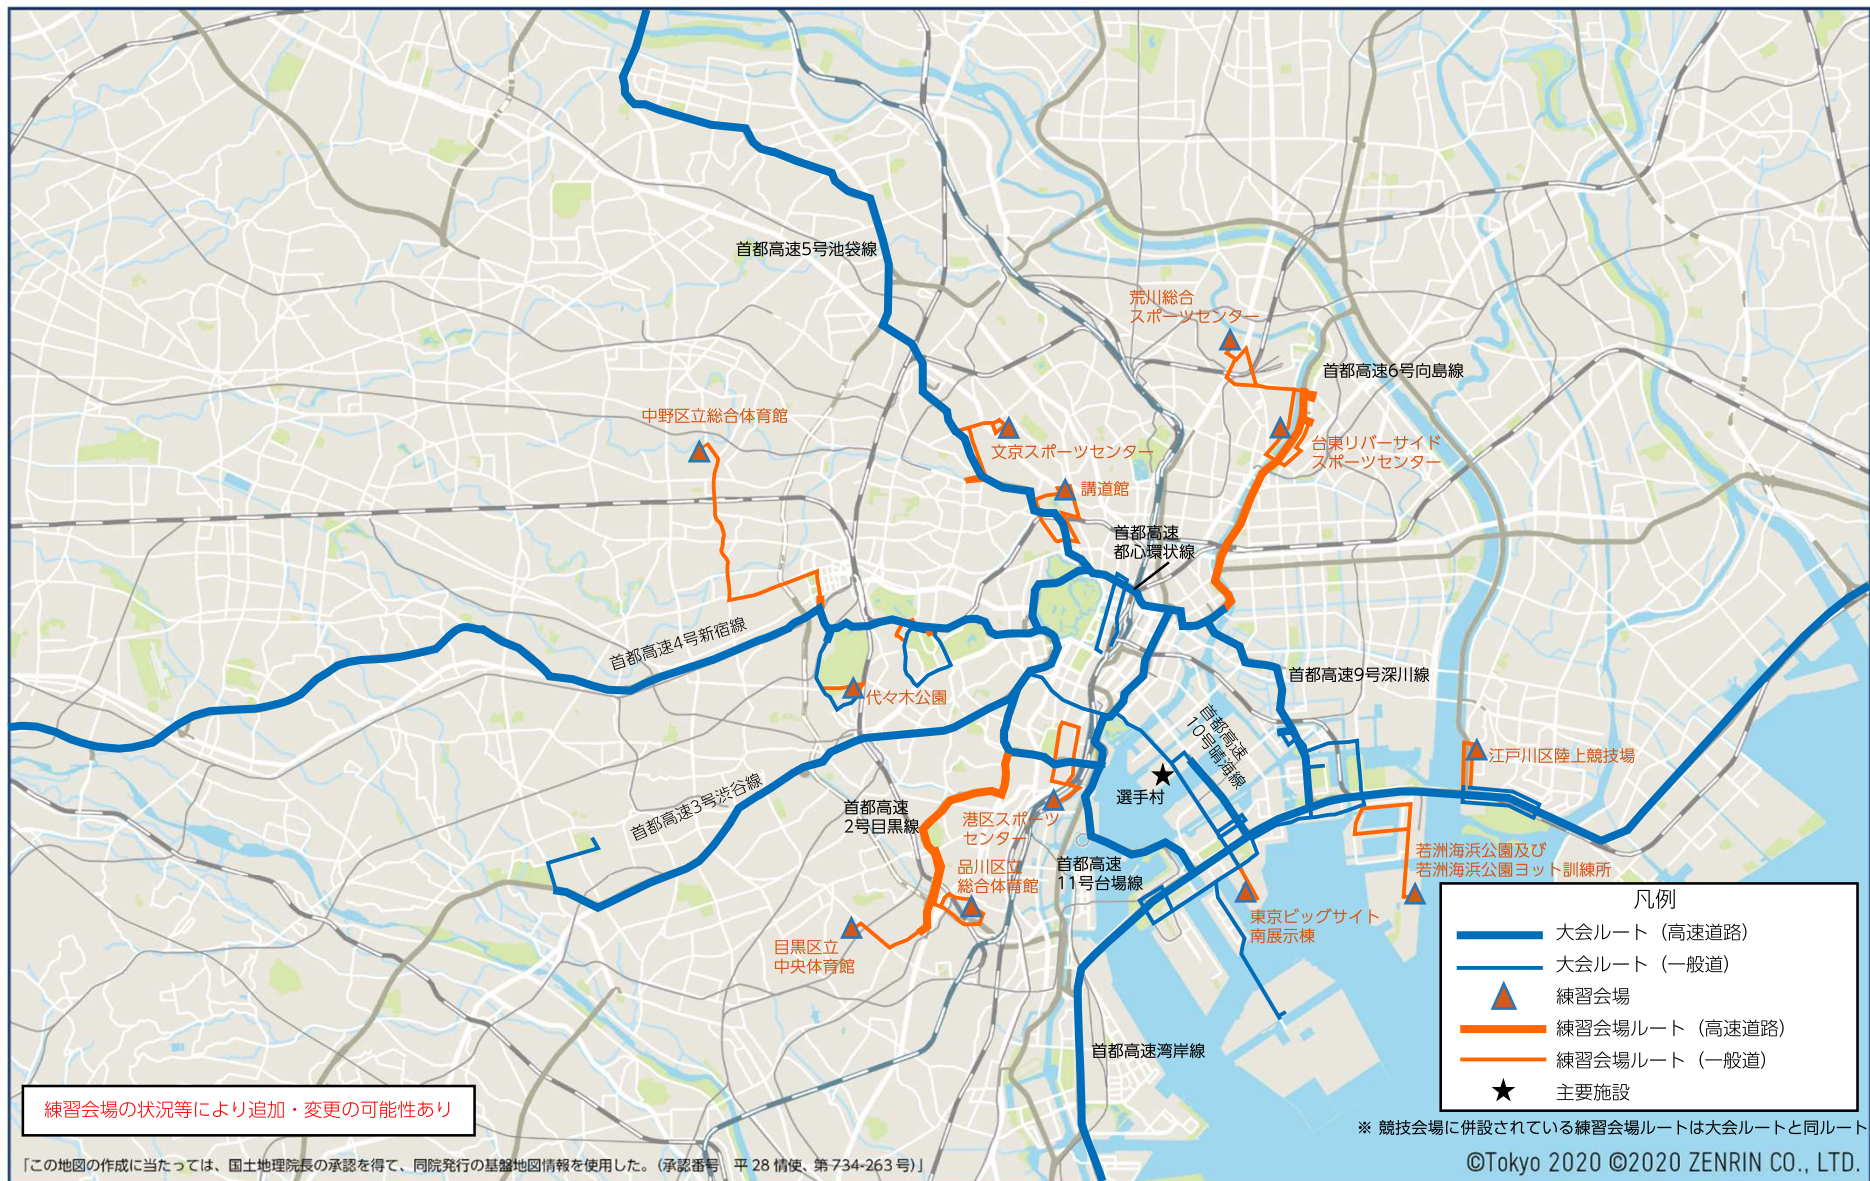 首都高速5号池袋線
荒川総合
スポーツセンター
首都高速6号向島線
中野区立総合体育館
文京スポーツセンター
台東リバーサイド
スポーツセンター
講道館
首都高速
都心環状線
首都高速4号新宿線
首都高速9号深川線
代々木公園
首都高速
10号晴海線
江戸川区陸上競技場
選手村
首都高速3号渋谷線
首都高速
2号目黒線
港区スポーツ
センター
若洲海浜公園及び
若洲海浜公園ヨット訓練所
首都高速
11号台場線
品川区立
総合体育館
東京ビッグサイト
南展示棟
目黒区立
中央体育館
首都高速湾岸線
凡例
大会ルート（高速道路）
大会ルート（一般道）
練習会場
練習会場ルート（高速道路）
練習会場ルート（一般道）
主要施設
練習会場の状況等により追加・変更の可能性あり
※ 競技会場に併設されている練習会場ルートは大会ルートと同ルート
「この地図の作成に当たっては、国土地理院長の承認を得て、同院発行の基盤地図情報を使用した。（承認番号　平28情使、第734-263号）」
©Tokyo 2020 ©2020 ZENRIN CO., LTD.